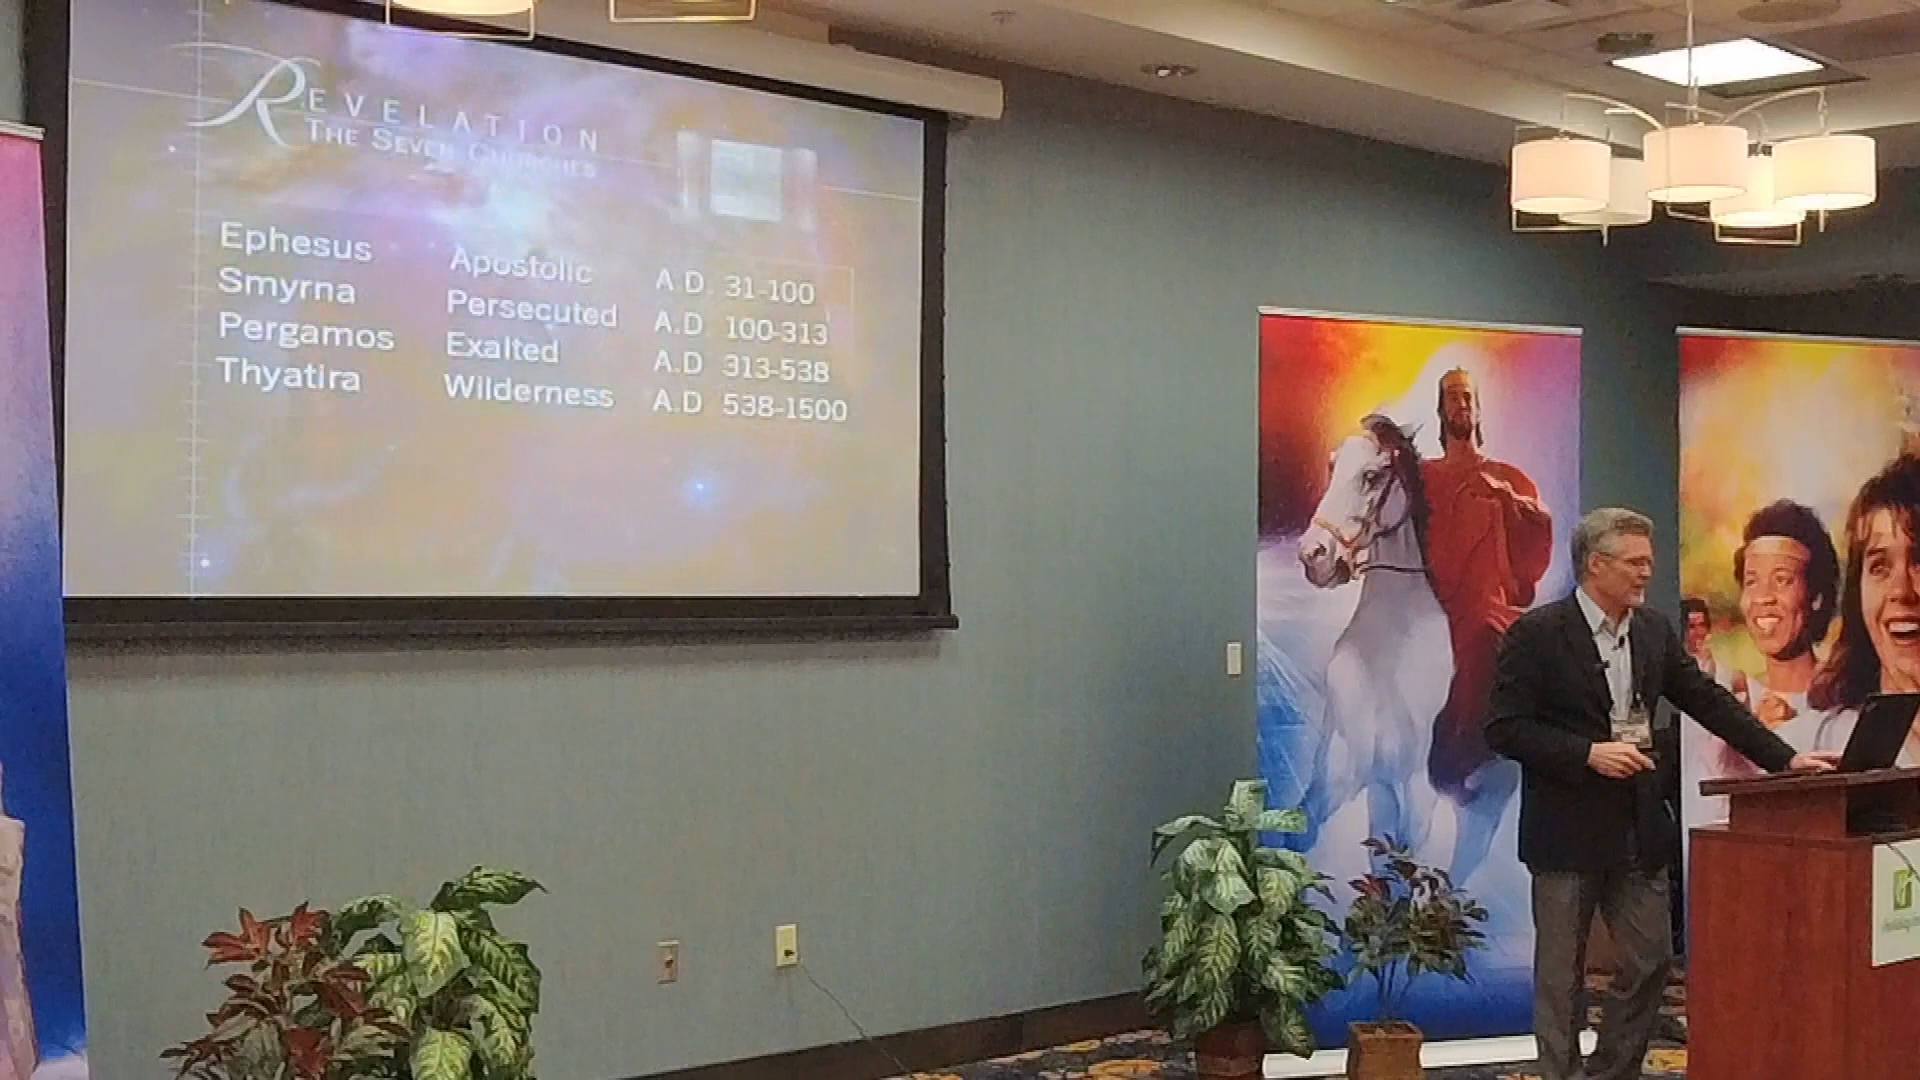 REVELATION
THE SEVEN CHURCHES
Ephesus Apostolic A.D. 31-100
Smyrna Persecuted A.D. 100-313
Pergamos Exalted A.D. 313-538
Thyatira Wilderness A.D. 538-1500